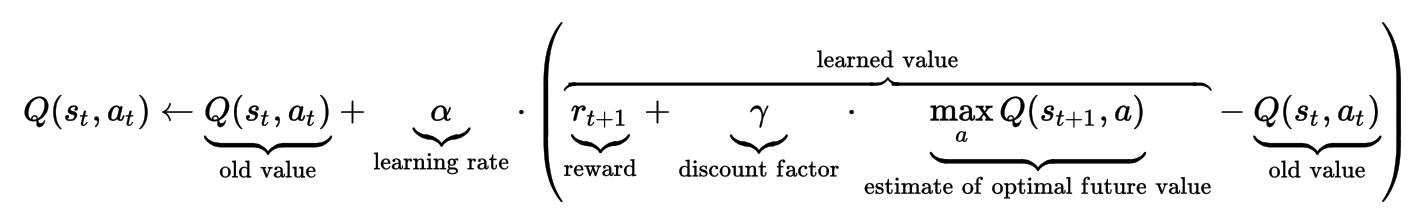 learned value
Q(s_t, a_t) ← Q(s_t, a_t) + α · ( r_{t+1} + γ · max_a Q(s_{t+1}, a) − Q(s_t, a_t) )
old value learning rate reward discount factor estimate of optimal future value old value